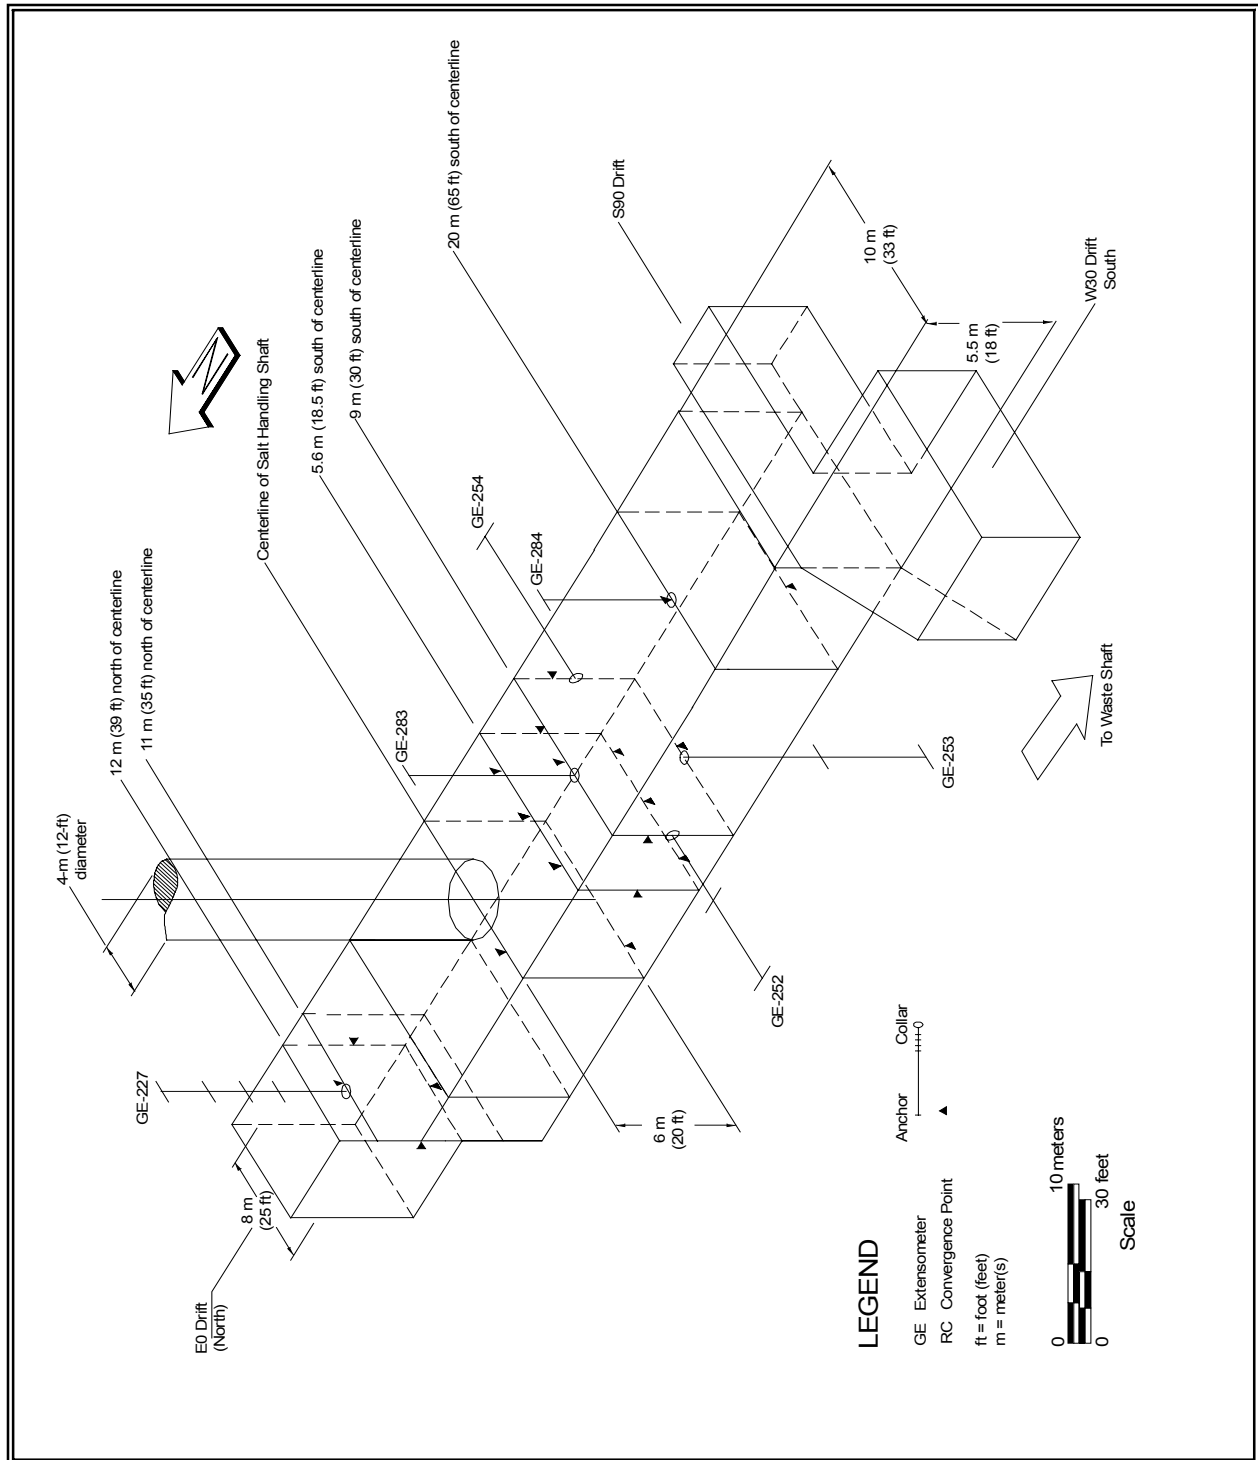 20 m (65 ft) south of centerline
S90 Drift
9 m (30 ft) south of centerline
5.6 m (18.5 ft) south of centerline
Centerline of Salt Handling Shaft
12 m (39 ft) north of centerline
11 m (35 ft) north of centerline
4-m (12-ft)
diameter
N
GE-254
GE-284
GE-283
GE-227
10 m
(33 ft)
W30 Drift
South
5.5 m
(18 ft)
To Waste Shaft
GE-253
GE-252
6 m
(20 ft)
8 m
(25 ft)
E0 Drift
(North)
LEGEND
GE Extensometer
Anchor Collar
RC Convergence Point
ft = foot (feet)
m = meter(s)
0 10 meters
0 30 feet
Scale